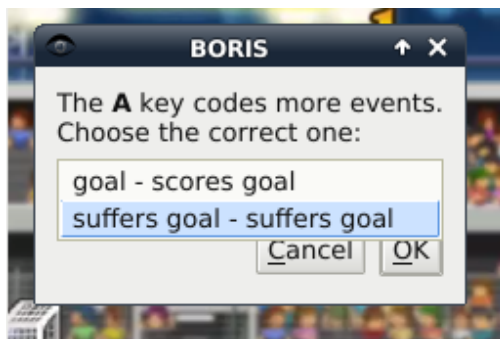 BORIS
The A key codes more events.
Choose the correct one:
goal - scores goal
suffers goal - suffers goal
Cancel OK